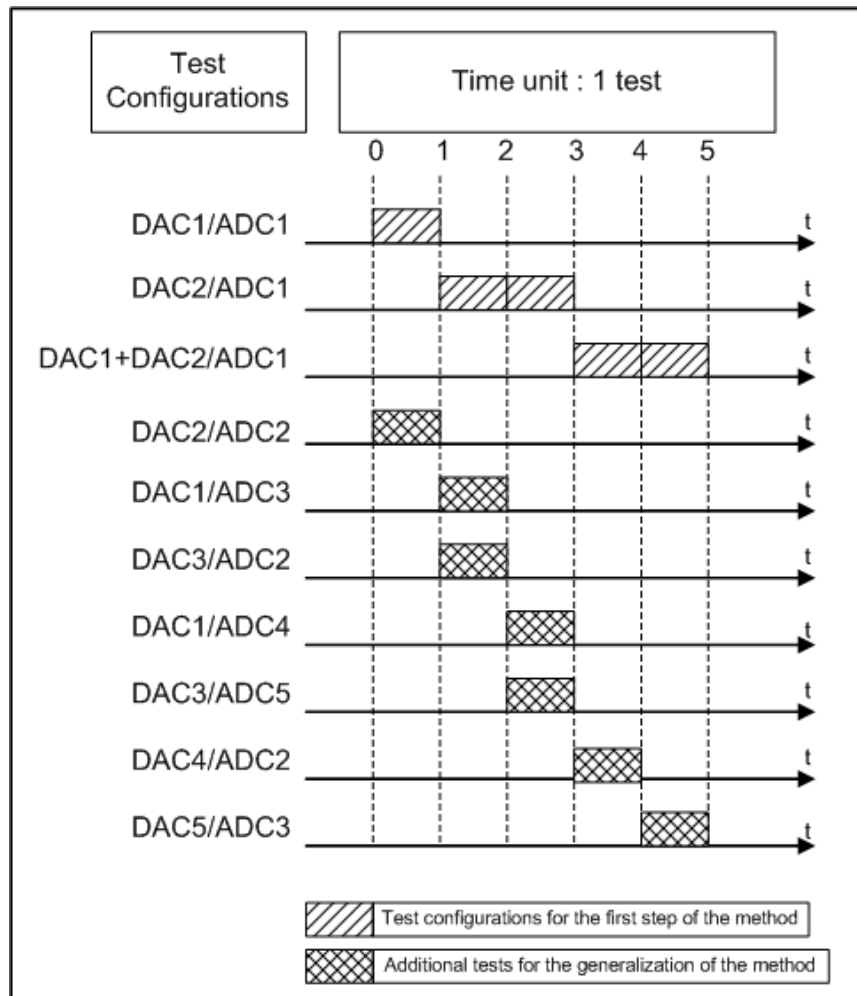 Test
Configurations
Time unit : 1 test
0 1 2 3 4 5
DAC1/ADC1 t
DAC2/ADC1 t
DAC1+DAC2/ADC1 t
DAC2/ADC2 t
DAC1/ADC3 t
DAC3/ADC2 t
DAC1/ADC4 t
DAC3/ADC5 t
DAC4/ADC2 t
DAC5/ADC3 t
Test configurations for the first step of the method
Additional tests for the generalization of the method